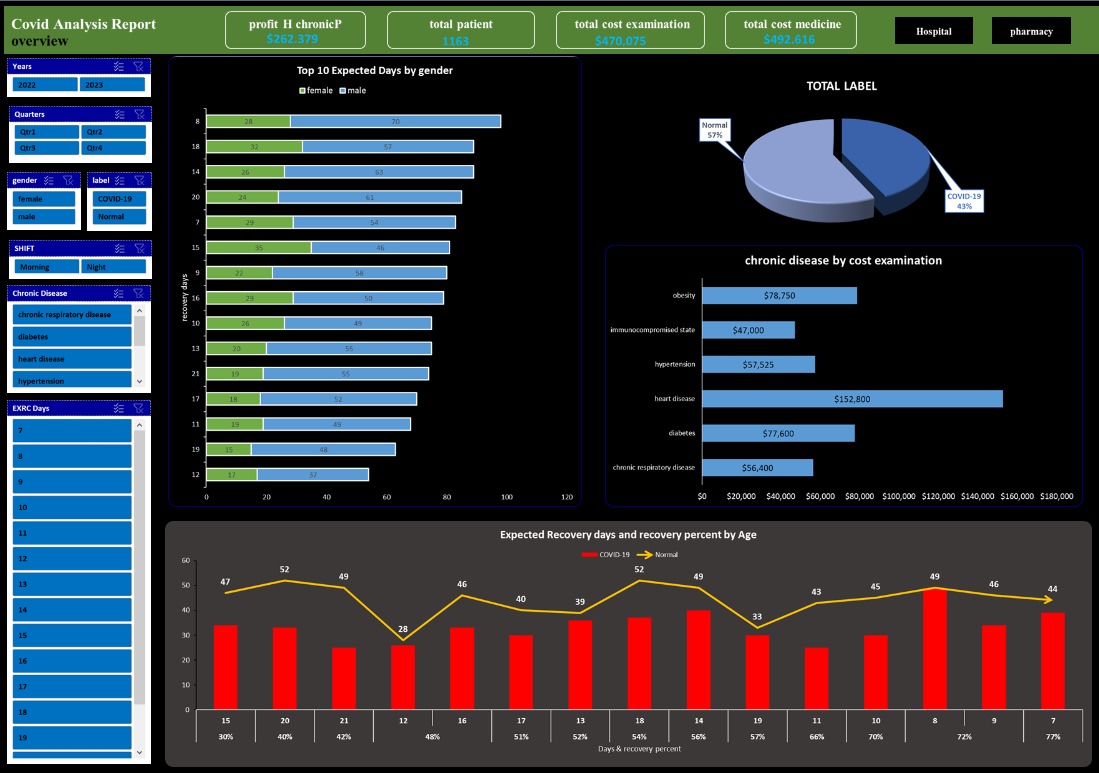 Covid Analysis Report
overview
profit H chronicP
$262.379
total patient
1163
total cost examination
$470,075
total cost medicine
$492.616
Hospital
pharmacy
Years
2022
2023
Quarters
Qtr1
Qtr2
Qtr3
Qtr4
gender
female
male
label
COVID-19
Normal
SHIFT
Morning
Night
Chronic Disease
chronic respiratory disease
diabetes
heart disease
hypertension
EXRC Days
7
8
9
10
11
12
13
14
15
16
17
18
19
Top 10 Expected Days by gender
female male
recovery days
8 28 70
18 32 57
14 26 63
20 24 61
7 29 54
15 35 46
9 22 58
16 29 50
10 26 49
13 20 55
21 19 55
17 18 52
11 19 49
19 15 48
12 17 37
0 20 40 60 80 100 120
TOTAL LABEL
Normal
57%
COVID-19
43%
chronic disease by cost examination
obesity $78,750
immunocompromised state $47,000
hypertension $57,525
heart disease $152,800
diabetes $77,600
chronic respiratory disease $56,400
$0 $20,000 $40,000 $60,000 $80,000 $100,000 $120,000 $140,000 $160,000 $180,000
Expected Recovery days and recovery percent by Age
COVID-19 Normal
60
50
40
30
20
10
0
47 52 49 28 46 40 39 52 49 33 43 45 49 46 44
15 20 21 12 16 17 13 18 14 19 11 10 8 9 7
30% 40% 42% 48% 51% 52% 54% 56% 57% 66% 70% 72% 77%
Days & recovery percent